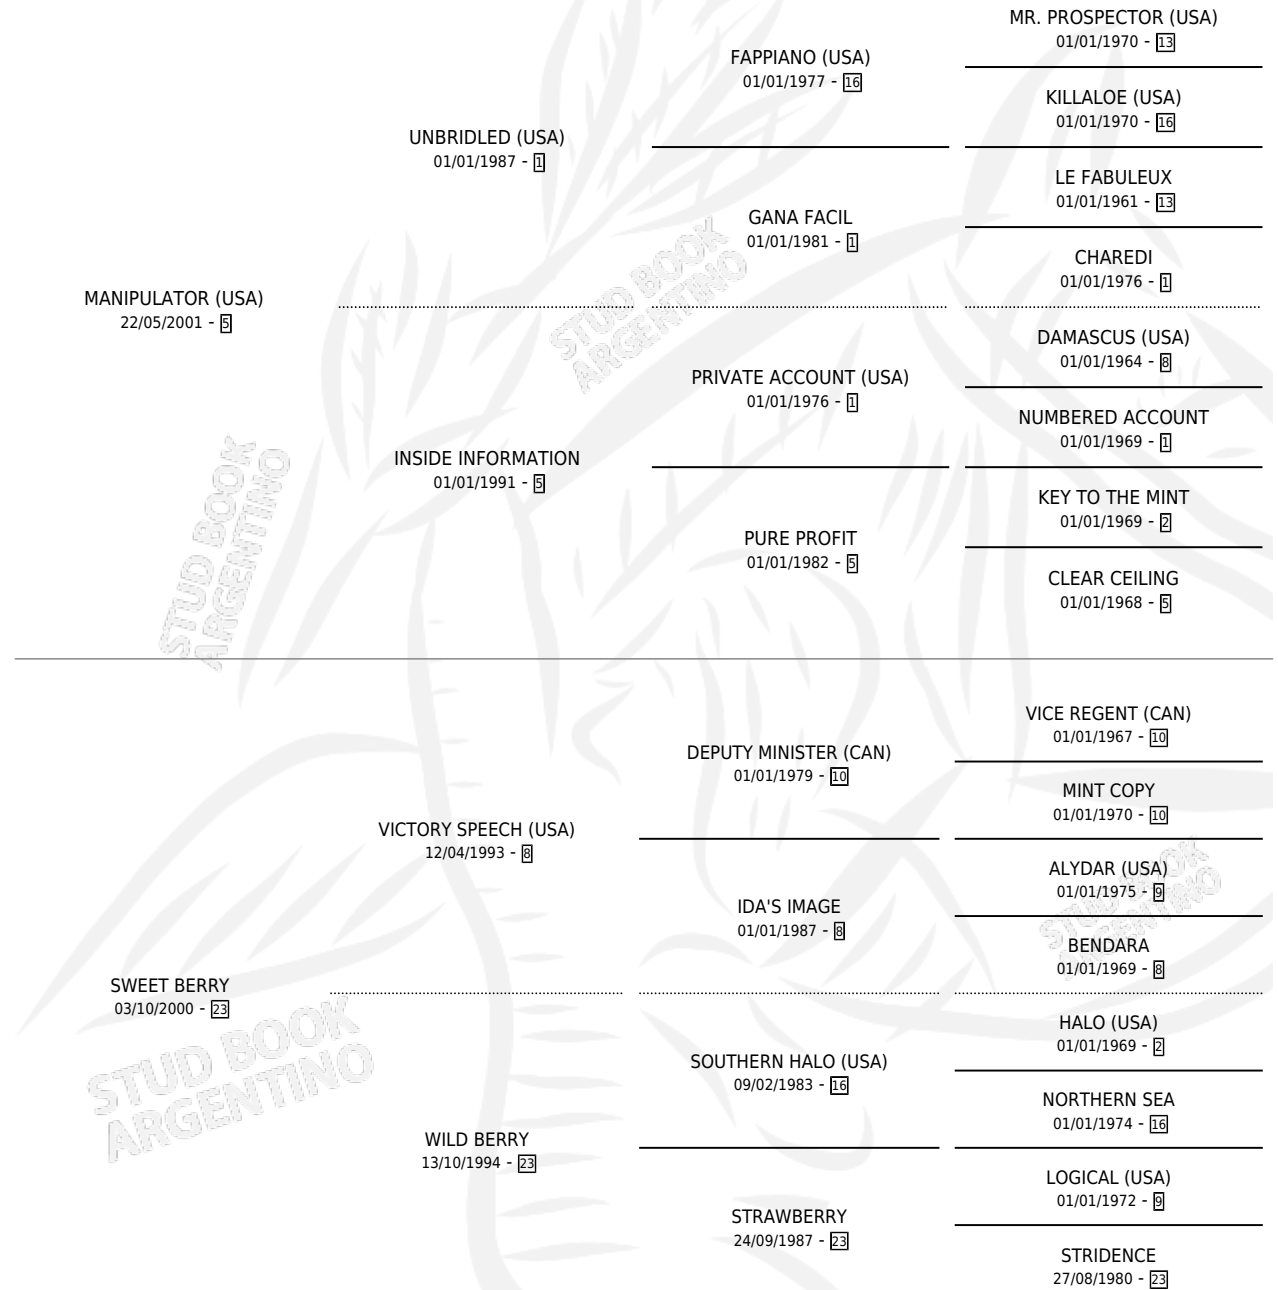 MR. PROSPECTOR (USA)
01/01/1970 - 13
FAPPIANO (USA)
01/01/1977 - 16
KILLALOE (USA)
01/01/1970 - 16
UNBRIDLED (USA)
01/01/1987 - 1
LE FABULEUX
01/01/1961 - 13
GANA FACIL
01/01/1981 - 1
CHAREDI
01/01/1976 - 1
MANIPULATOR (USA)
22/05/2001 - 5
DAMASCUS (USA)
01/01/1964 - 8
PRIVATE ACCOUNT (USA)
01/01/1976 - 1
NUMBERED ACCOUNT
01/01/1969 - 1
INSIDE INFORMATION
01/01/1991 - 5
KEY TO THE MINT
01/01/1969 - 2
PURE PROFIT
01/01/1982 - 5
CLEAR CEILING
01/01/1968 - 5
STUD BOOK
ARGENTINO
STUD BOOK
ARGENTINO
VICE REGENT (CAN)
01/01/1967 - 10
DEPUTY MINISTER (CAN)
01/01/1979 - 10
MINT COPY
01/01/1970 - 10
VICTORY SPEECH (USA)
12/04/1993 - 8
ALYDAR (USA)
01/01/1975 - 9
IDA'S IMAGE
01/01/1987 - 8
BENDARA
01/01/1969 - 8
SWEET BERRY
03/10/2000 - 23
HALO (USA)
01/01/1969 - 2
SOUTHERN HALO (USA)
09/02/1983 - 16
NORTHERN SEA
01/01/1974 - 16
WILD BERRY
13/10/1994 - 23
LOGICAL (USA)
01/01/1972 - 9
STRAWBERRY
24/09/1987 - 23
STRIDENCE
27/08/1980 - 23
STUD BOOK
ARGENTINO
STUD BOOK
ARGENTINO